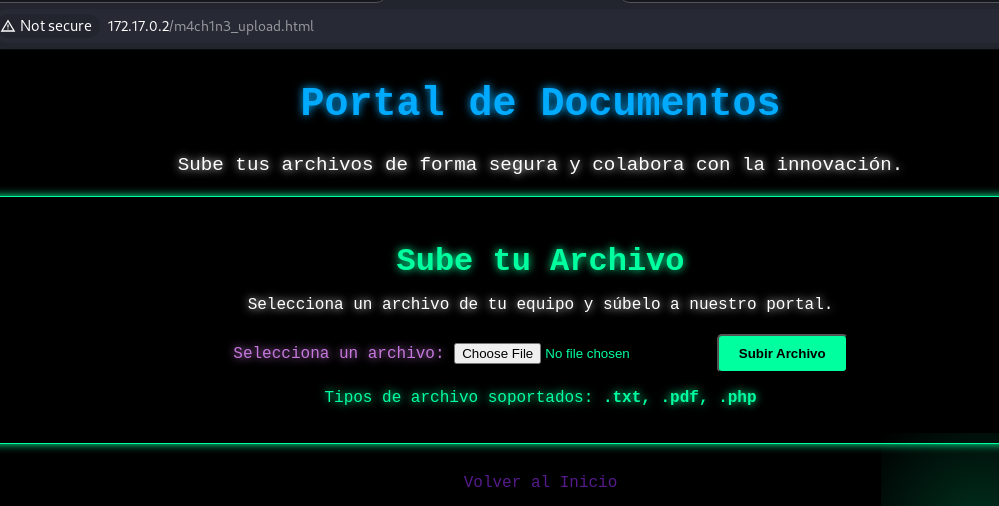 Not secure 172.17.0.2/m4ch1n3_upload.html
Portal de Documentos
Sube tus archivos de forma segura y colabora con la innovación.
Sube tu Archivo
Selecciona un archivo de tu equipo y súbelo a nuestro portal.
Selecciona un archivo: Choose File No file chosen Subir Archivo
Tipos de archivo soportados: .txt, .pdf, .php
Volver al Inicio